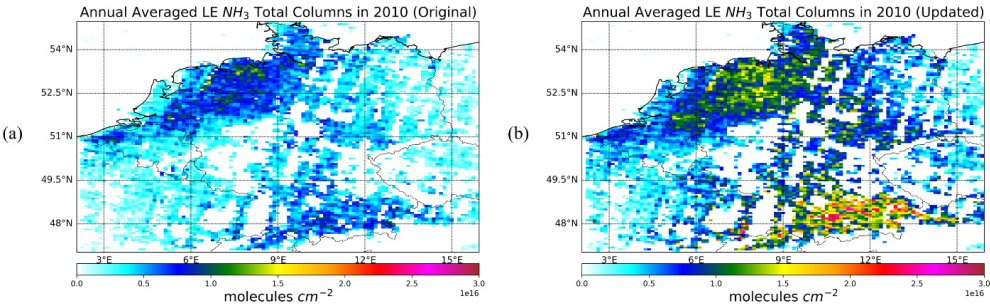 Annual Averaged LE NH₃ Total Columns in 2010 (Original)
(a)
54°N
52.5°N
51°N
49.5°N
48°N
3°E
6°E
9°E
12°E
15°E
0.0
0.5
1.0
1.5
2.0
2.5
3.0
1e16
molecules cm⁻²
Annual Averaged LE NH₃ Total Columns in 2010 (Updated)
(b)
54°N
52.5°N
51°N
49.5°N
48°N
3°E
6°E
9°E
12°E
15°E
0.0
0.5
1.0
1.5
2.0
2.5
3.0
1e16
molecules cm⁻²